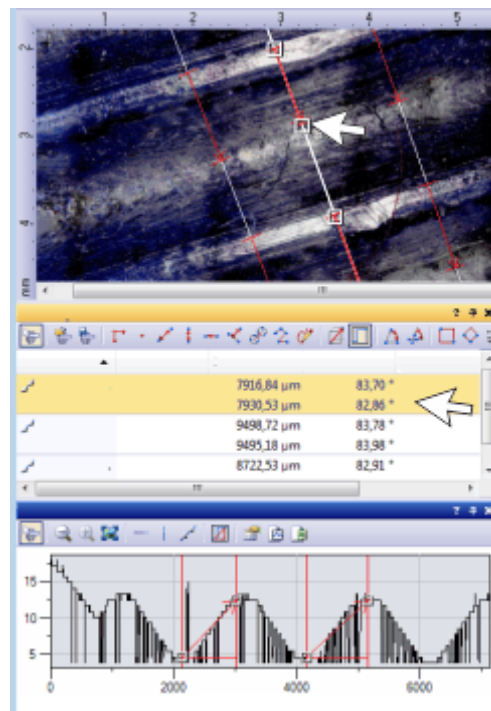 1 2 3 4 5
2
3
4
mm
7916,84 µm 83,70 °
7930,53 µm 82,86 °
9498,72 µm 83,78 °
9495,18 µm 83,98 °
8722,53 µm 82,91 °
15
10
5
0 2000 4000 6000